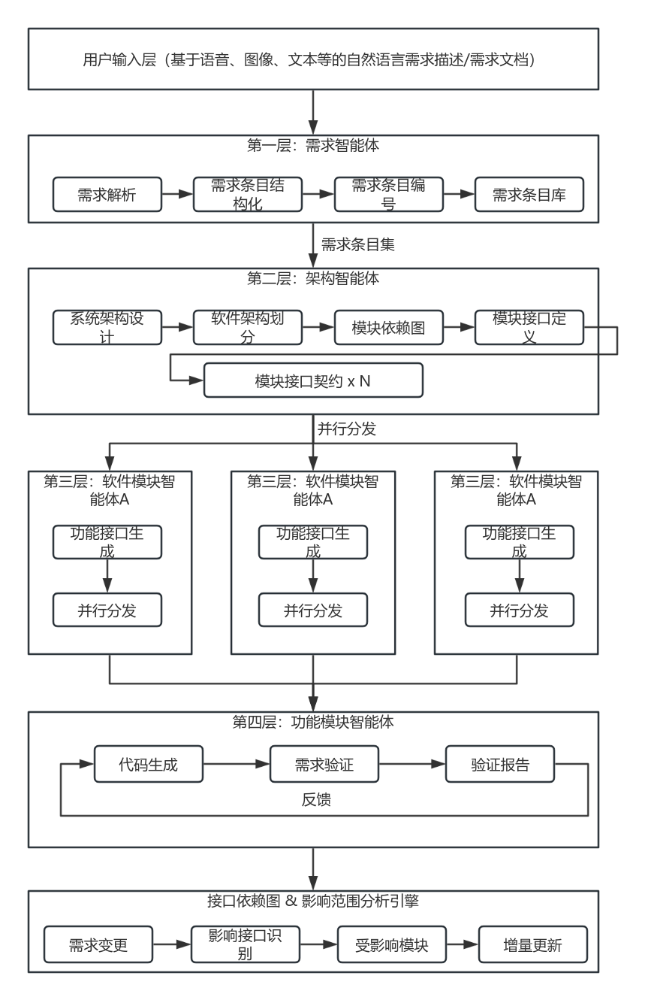 用户输入层（基于语音、图像、文本等的自然语言需求描述/需求文档）
第一层：需求智能体
需求解析
需求条目结
构化
需求条目编
号
需求条目库
需求条目集
第二层：架构智能体
系统架构设
计
软件架构划
分
模块依赖图
模块接口定
义
模块接口契约 x N
并行分发
第三层：软件模块智
能体A
功能接口生
成
并行分发
第三层：软件模块智
能体A
功能接口生
成
并行分发
第三层：软件模块智
能体A
功能接口生
成
并行分发
第四层：功能模块智能体
代码生成
需求验证
验证报告
反馈
接口依赖图 & 影响范围分析引擎
需求变更
影响接口识
别
受影响模块
增量更新